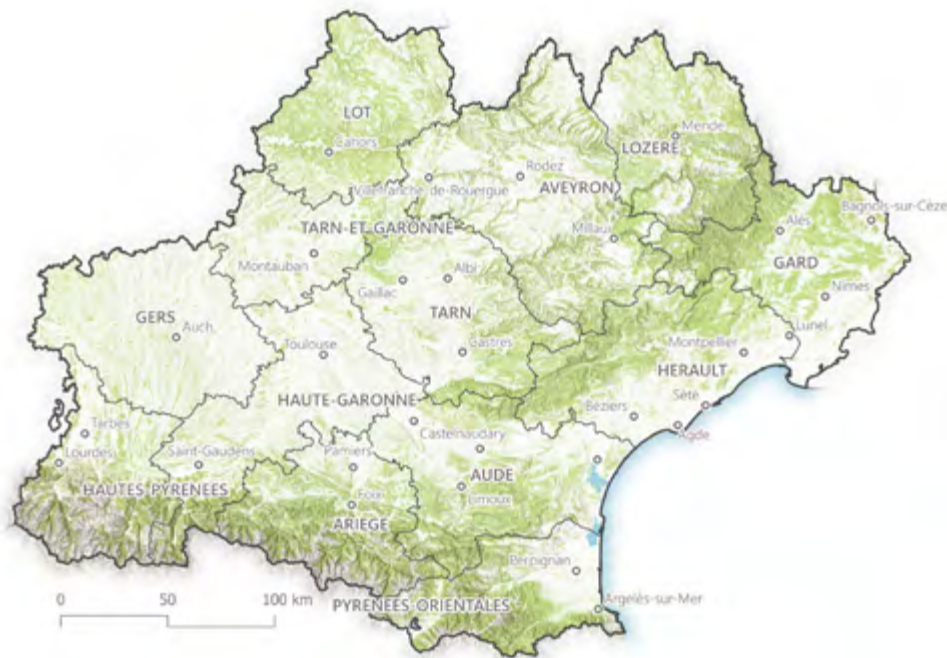 LOT
Cahors
Mende
LOZERE
Rodez
Villefranche-de-Rouergue
AVEYRON
Bagnols-sur-Cèze
Alès
TARN-ET-GARONNE
Millau
Montauban
GARD
Albi
Gaillac
Nîmes
GERS
TARN
Auch
Lunel
Toulouse
Castres
Montpellier
HERAULT
HAUTE-GARONNE
Sète
Béziers
Tarbes
Castelnaudary
Agde
Lourdes
Saint-Gaudens
Pamiers
AUDE
HAUTES-PYRENEES
Limoux
Foix
ARIEGE
Perpignan
0 50 100 km
PYRENEES-ORIENTALES
Argelès-sur-Mer